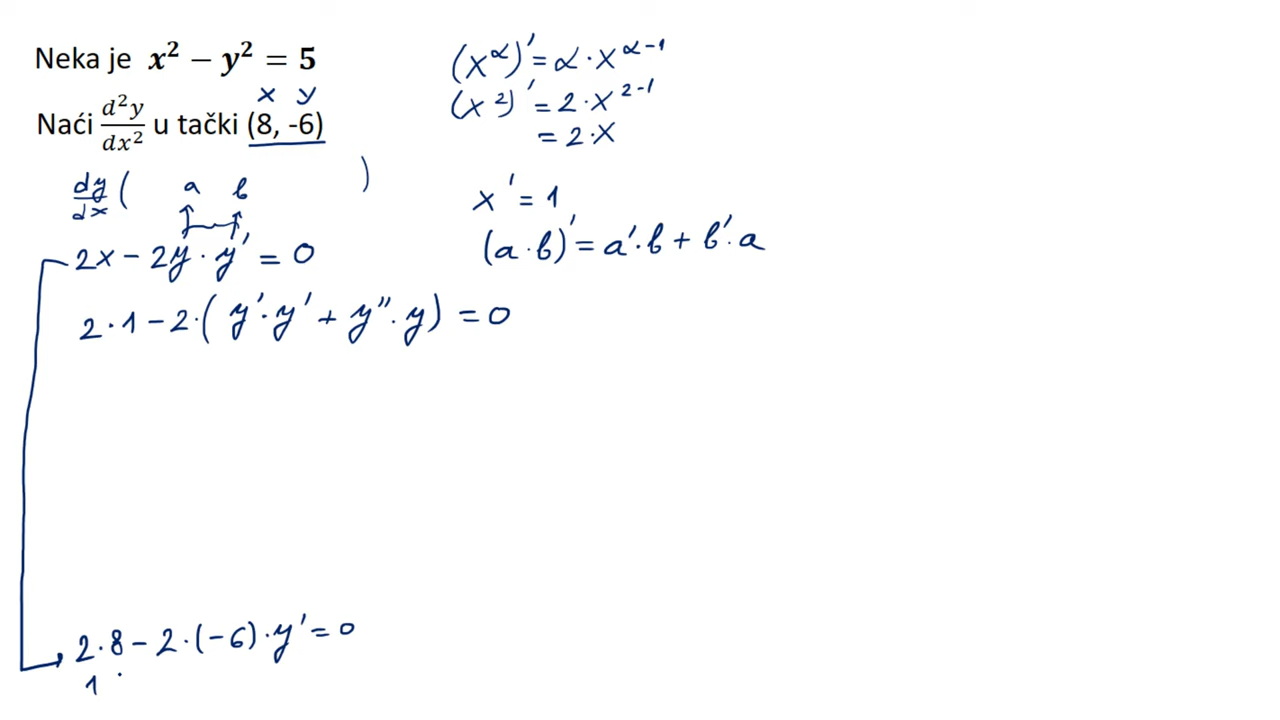 Neka je x² − y² = 5
x y
Naći d²y/dx² u tački (8, -6)
dy/dx ( )
a b
2x − 2y · y' = 0
2 · 1 − 2 · (y' · y' + y'' · y) = 0
2 · 8 − 2 · (−6) · y' = 0
1
(x^α)' = α · x^(α−1)
(x²)' = 2 · x^(2−1)
= 2 · x
x' = 1
(a · b)' = a' · b + b' · a